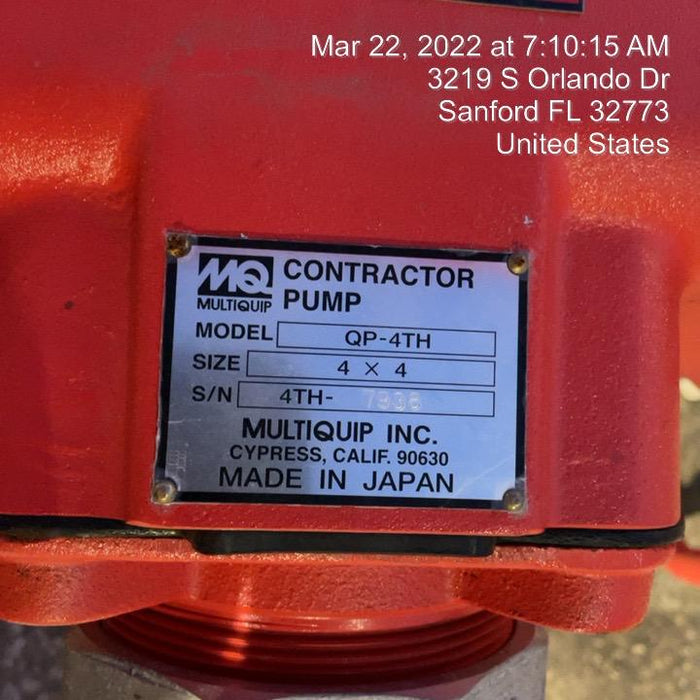 Mar 22, 2022 at 7:10:15 AM
3219 S Orlando Dr
Sanford FL 32773
United States
MQ CONTRACTOR
MULTIQUIP PUMP
MODEL QP-4TH
SIZE 4 × 4
S/N 4TH- 7938
MULTIQUIP INC.
CYPRESS, CALIF. 90630
MADE IN JAPAN